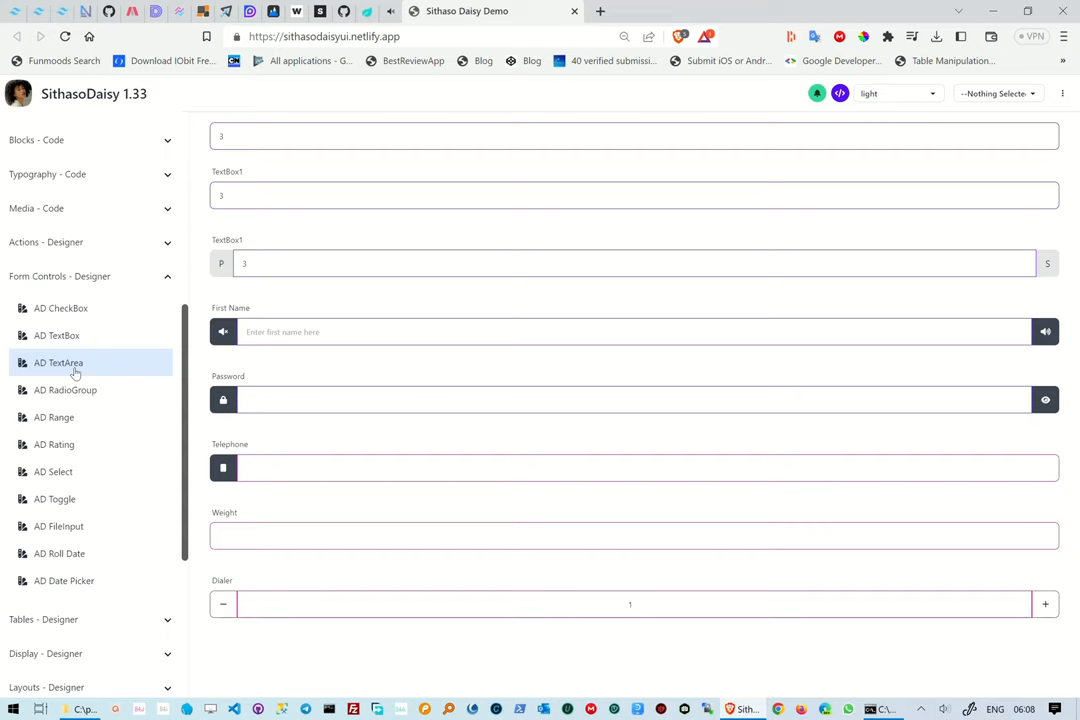 Sithaso Daisy Demo
https://sithasodaisyui.netlify.app
VPN
Funmoods Search
Download IObit Fre...
All applications - G...
BestReviewApp
Blog
Blog
40 verified submissi...
Submit iOS or Andr...
Google Developer...
Table Manipulation...
SithasoDaisy 1.33
light
--Nothing Selecte
Blocks - Code
Typography - Code
Media - Code
Actions - Designer
Form Controls - Designer
AD CheckBox
AD TextBox
AD TextArea
AD RadioGroup
AD Range
AD Rating
AD Select
AD Toggle
AD FileInput
AD Roll Date
AD Date Picker
Tables - Designer
Display - Designer
Layouts - Designer
3
TextBox1
3
TextBox1
P
3
S
First Name
Enter first name here
Password
Telephone
Weight
Dialer
−
1
+
C:\p...
Sith...
C:\...
ENG
06:08